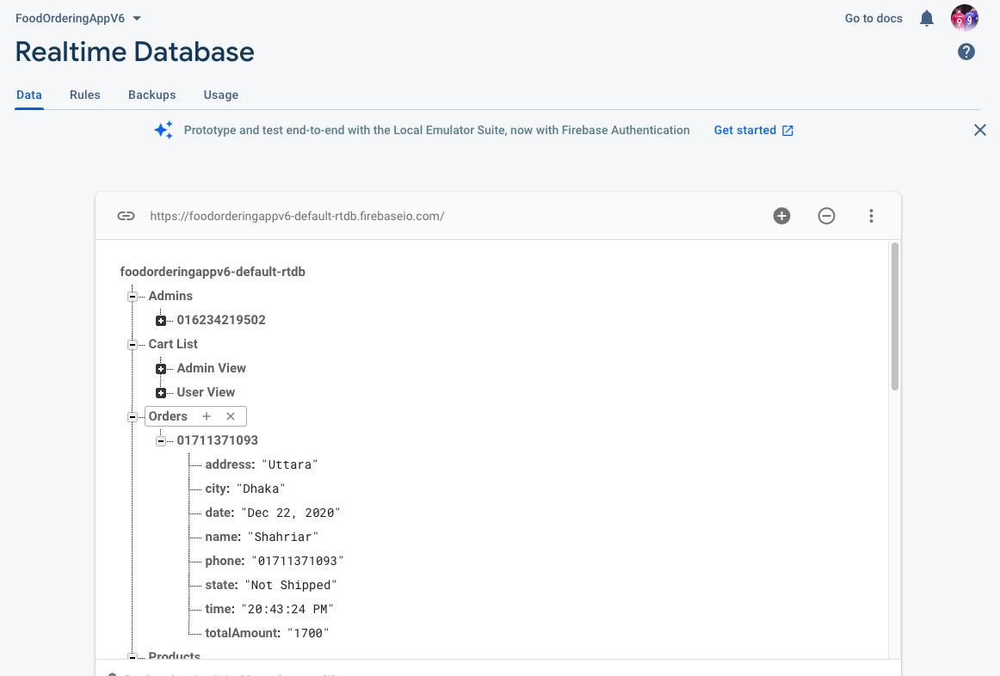 FoodOrderingAppV6
Go to docs
Realtime Database
Data Rules Backups Usage
Prototype and test end-to-end with the Local Emulator Suite, now with Firebase Authentication Get started
https://foodorderingappv6-default-rtdb.firebaseio.com/
foodorderingappv6-default-rtdb
Admins
016234219502
Cart List
Admin View
User View
Orders
01711371093
address: "Uttara"
city: "Dhaka"
date: "Dec 22, 2020"
name: "Shahriar"
phone: "01711371093"
state: "Not Shipped"
time: "20:43:24 PM"
totalAmount: "1700"
Products